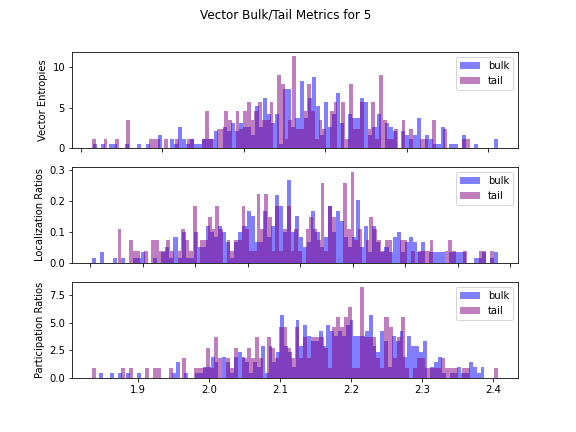 Vector Bulk/Tail Metrics for 5
Vector Entropies
10
5
0
bulk
tail
Localization Ratios
0.3
0.2
0.1
0.0
bulk
tail
Participation Ratios
7.5
5.0
2.5
0.0
bulk
tail
1.9 2.0 2.1 2.2 2.3 2.4